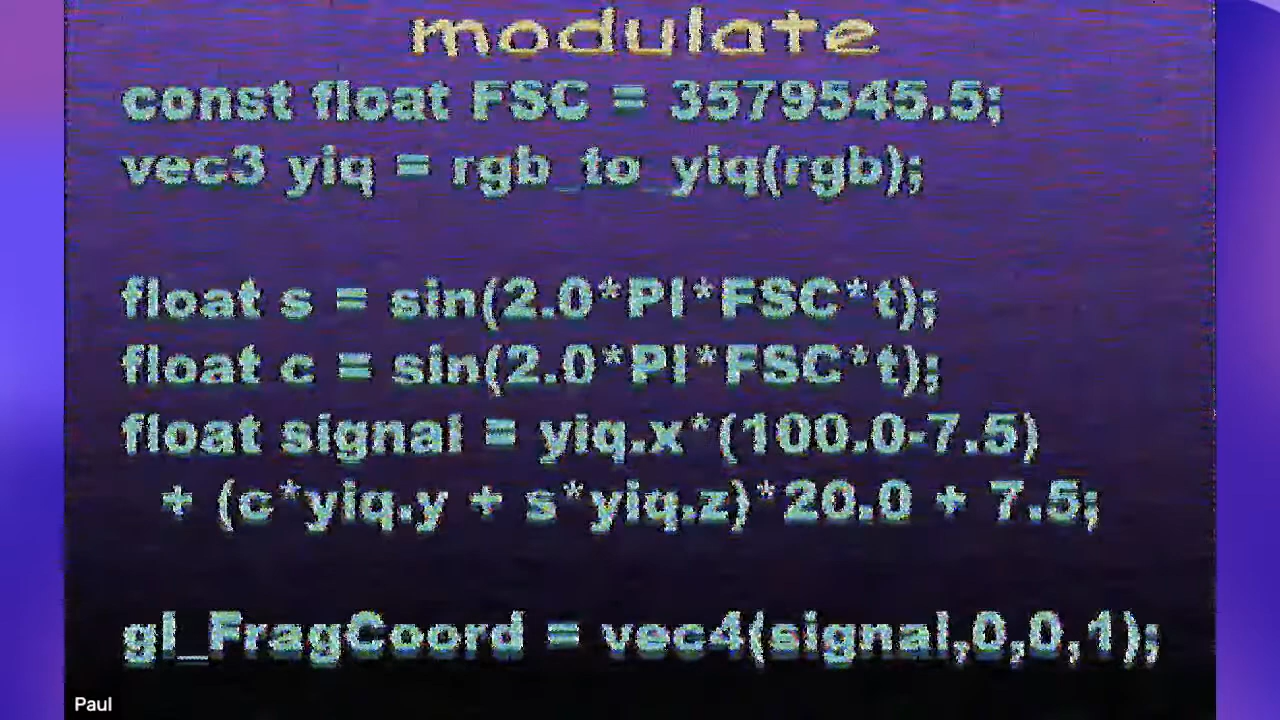 modulate
const float FSC = 3579545.5;
vec3 yiq = rgb_to_yiq(rgb);
float s = sin(2.0*PI*FSC*t);
float c = sin(2.0*PI*FSC*t);
float signal = yiq.x*(100.0-7.5)
+ (c*yiq.y + s*yiq.z)*20.0 + 7.5;
gl_FragCoord = vec4(signal,0,0,1);
Paul